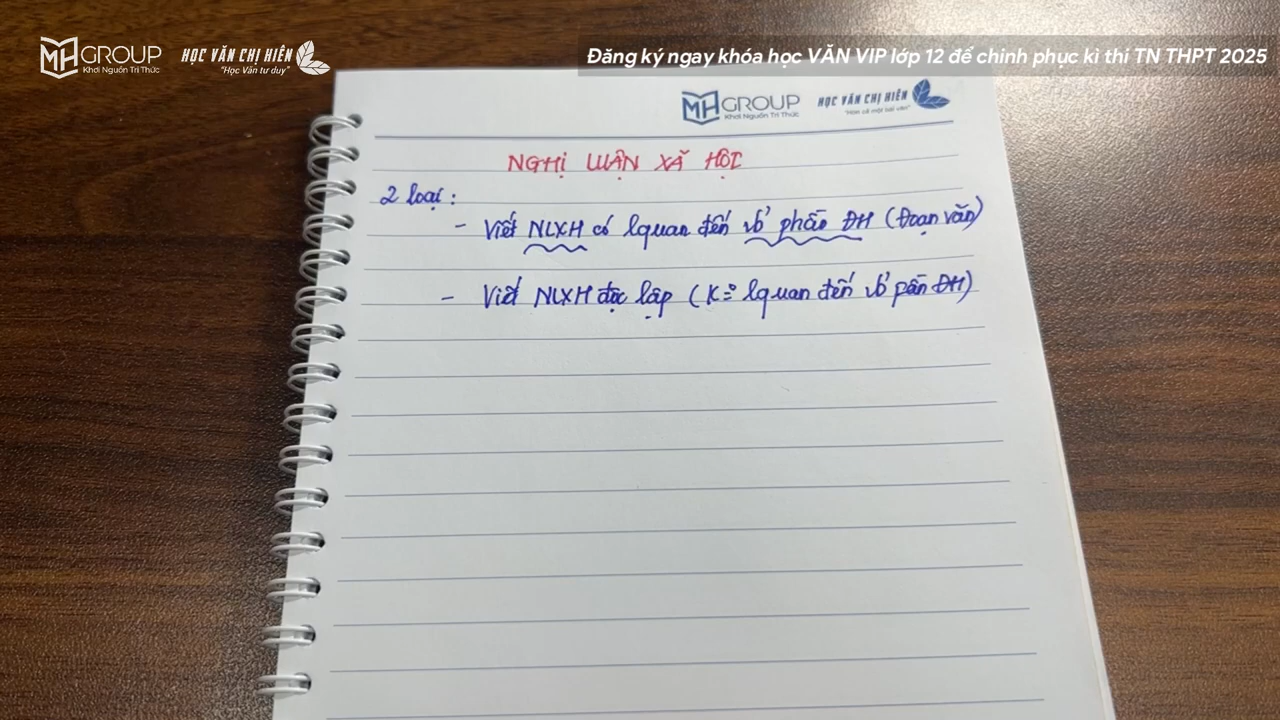 MH GROUP
Khơi Nguồn Tri Thức
HỌC VĂN CHỊ HIÊN
"Học Văn tư duy"
Đăng ký ngay khóa học VĂN VIP lớp 12 để chinh phục kì thi TN THPT 2025
MH GROUP
Khơi Nguồn Tri Thức
HỌC VĂN CHỊ HIÊN
NGHỊ LUẬN XÃ HỘI
2 loại :
- Viết NLXH có lquan đến vb phần ĐH (Đoạn văn)
- Viết NLXH độc lập (K= lquan đến vb pần ĐH)